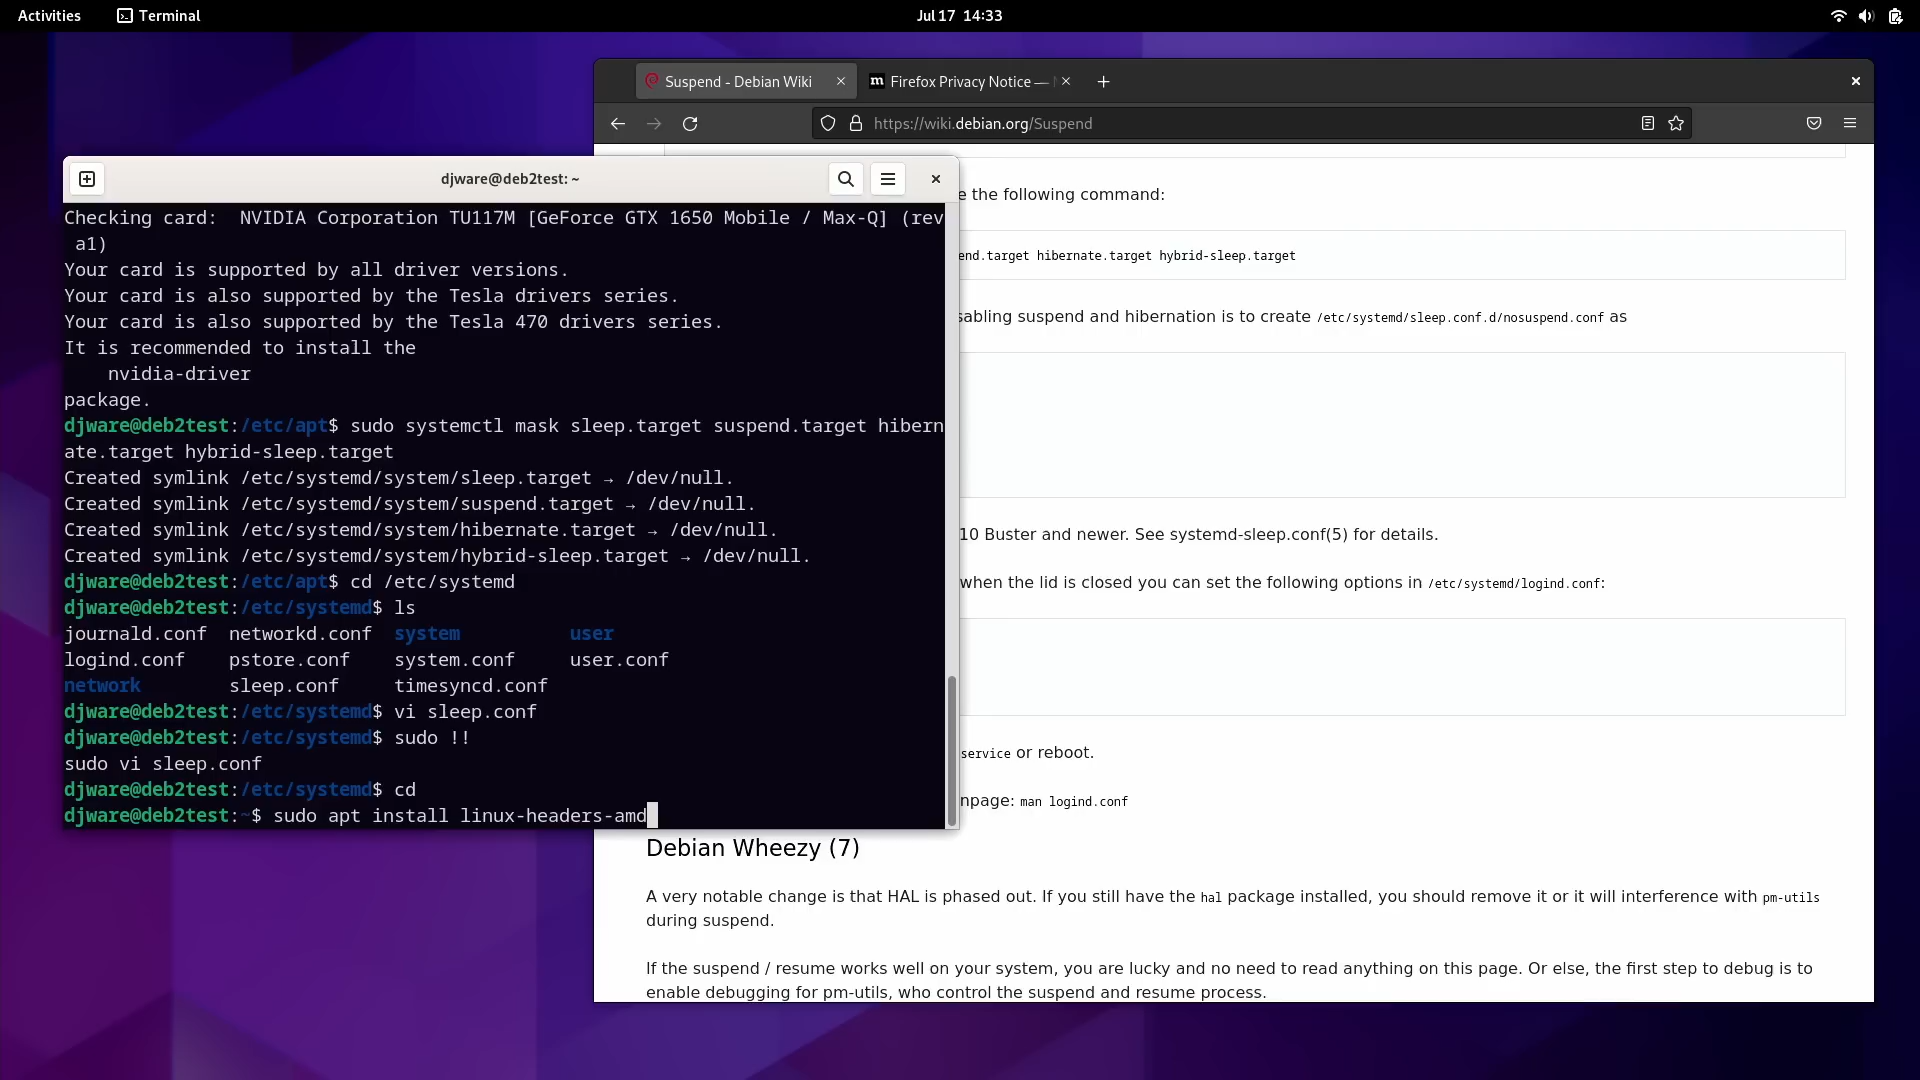 Activities
Terminal
Jul 17 14:33
Suspend - Debian Wiki
Firefox Privacy Notice —
https://wiki.debian.org/Suspend
djware@deb2test: ~
Checking card:  NVIDIA Corporation TU117M [GeForce GTX 1650 Mobile / Max-Q] (rev
 a1)
Your card is supported by all driver versions.
Your card is also supported by the Tesla drivers series.
Your card is also supported by the Tesla 470 drivers series.
It is recommended to install the
    nvidia-driver
package.
djware@deb2test:/etc/apt$ sudo systemctl mask sleep.target suspend.target hibern
ate.target hybrid-sleep.target
Created symlink /etc/systemd/system/sleep.target → /dev/null.
Created symlink /etc/systemd/system/suspend.target → /dev/null.
Created symlink /etc/systemd/system/hibernate.target → /dev/null.
Created symlink /etc/systemd/system/hybrid-sleep.target → /dev/null.
djware@deb2test:/etc/apt$ cd /etc/systemd
djware@deb2test:/etc/systemd$ ls
journald.conf  networkd.conf  system          user
logind.conf    pstore.conf    system.conf     user.conf
network        sleep.conf     timesyncd.conf
djware@deb2test:/etc/systemd$ vi sleep.conf
djware@deb2test:/etc/systemd$ sudo !!
sudo vi sleep.conf
djware@deb2test:/etc/systemd$ cd
djware@deb2test:~$ sudo apt install linux-headers-amd
e the following command:
end.target hibernate.target hybrid-sleep.target
sabling suspend and hibernation is to create /etc/systemd/sleep.conf.d/nosuspend.conf as
10 Buster and newer. See systemd-sleep.conf(5) for details.
when the lid is closed you can set the following options in /etc/systemd/logind.conf:
service or reboot.
npage: man logind.conf
Debian Wheezy (7)
A very notable change is that HAL is phased out. If you still have the hal package installed, you should remove it or it will interference with pm-utils
during suspend.
If the suspend / resume works well on your system, you are lucky and no need to read anything on this page. Or else, the first step to debug is to
enable debugging for pm-utils, who control the suspend and resume process.